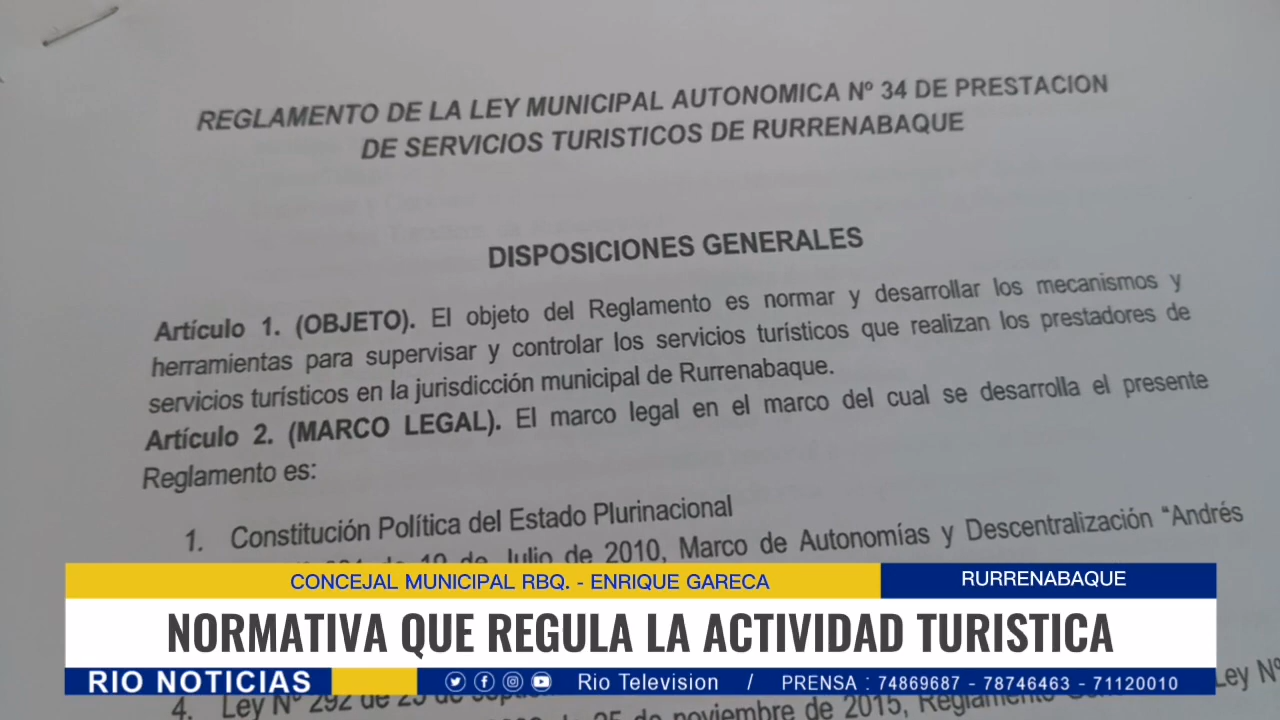 REGLAMENTO DE LA LEY MUNICIPAL AUTONOMICA Nº 34 DE PRESTACION
DE SERVICIOS TURISTICOS DE RURRENABAQUE
DISPOSICIONES GENERALES
Artículo 1. (OBJETO). El objeto del Reglamento es normar y desarrollar los mecanismos y
herramientas para supervisar y controlar los servicios turísticos que realizan los prestadores de
servicios turísticos en la jurisdicción municipal de Rurrenabaque.
Artículo 2. (MARCO LEGAL). El marco legal en el marco del cual se desarrolla el presente
Reglamento es:
1. Constitución Política del Estado Plurinacional
de Julio de 2010, Marco de Autonomías y Descentralización “Andrés
CONCEJAL MUNICIPAL RBQ. - ENRIQUE GARECA
RURRENABAQUE
NORMATIVA QUE REGULA LA ACTIVIDAD TURISTICA
RIO NOTICIAS
Rio Television / PRENSA : 74869687 - 78746463 - 71120010
4. Ley Nº 292 de 25 de
noviembre de 2015, Reglamento
Ley Nº